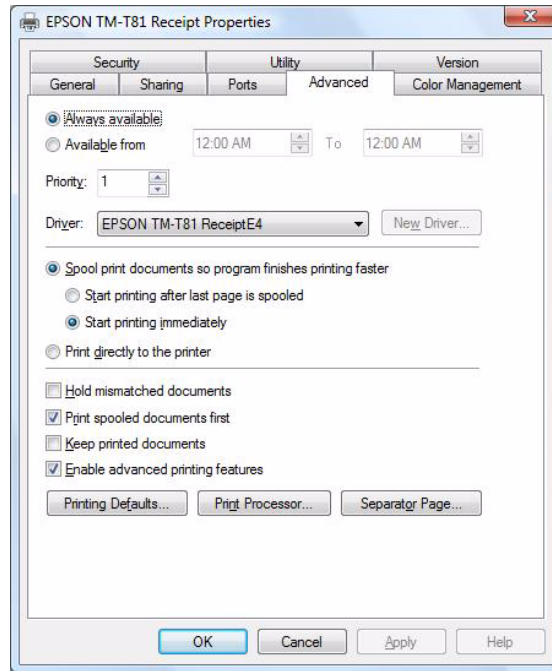 EPSON TM-T81 Receipt Properties
Security Utility Version
General Sharing Ports Advanced Color Management
Always available
Available from 12:00 AM To 12:00 AM
Priority: 1
Driver: EPSON TM-T81 ReceiptE4 New Driver...
Spool print documents so program finishes printing faster
Start printing after last page is spooled
Start printing immediately
Print directly to the printer
Hold mismatched documents
Print spooled documents first
Keep printed documents
Enable advanced printing features
Printing Defaults... Print Processor... Separator Page...
OK Cancel Apply Help